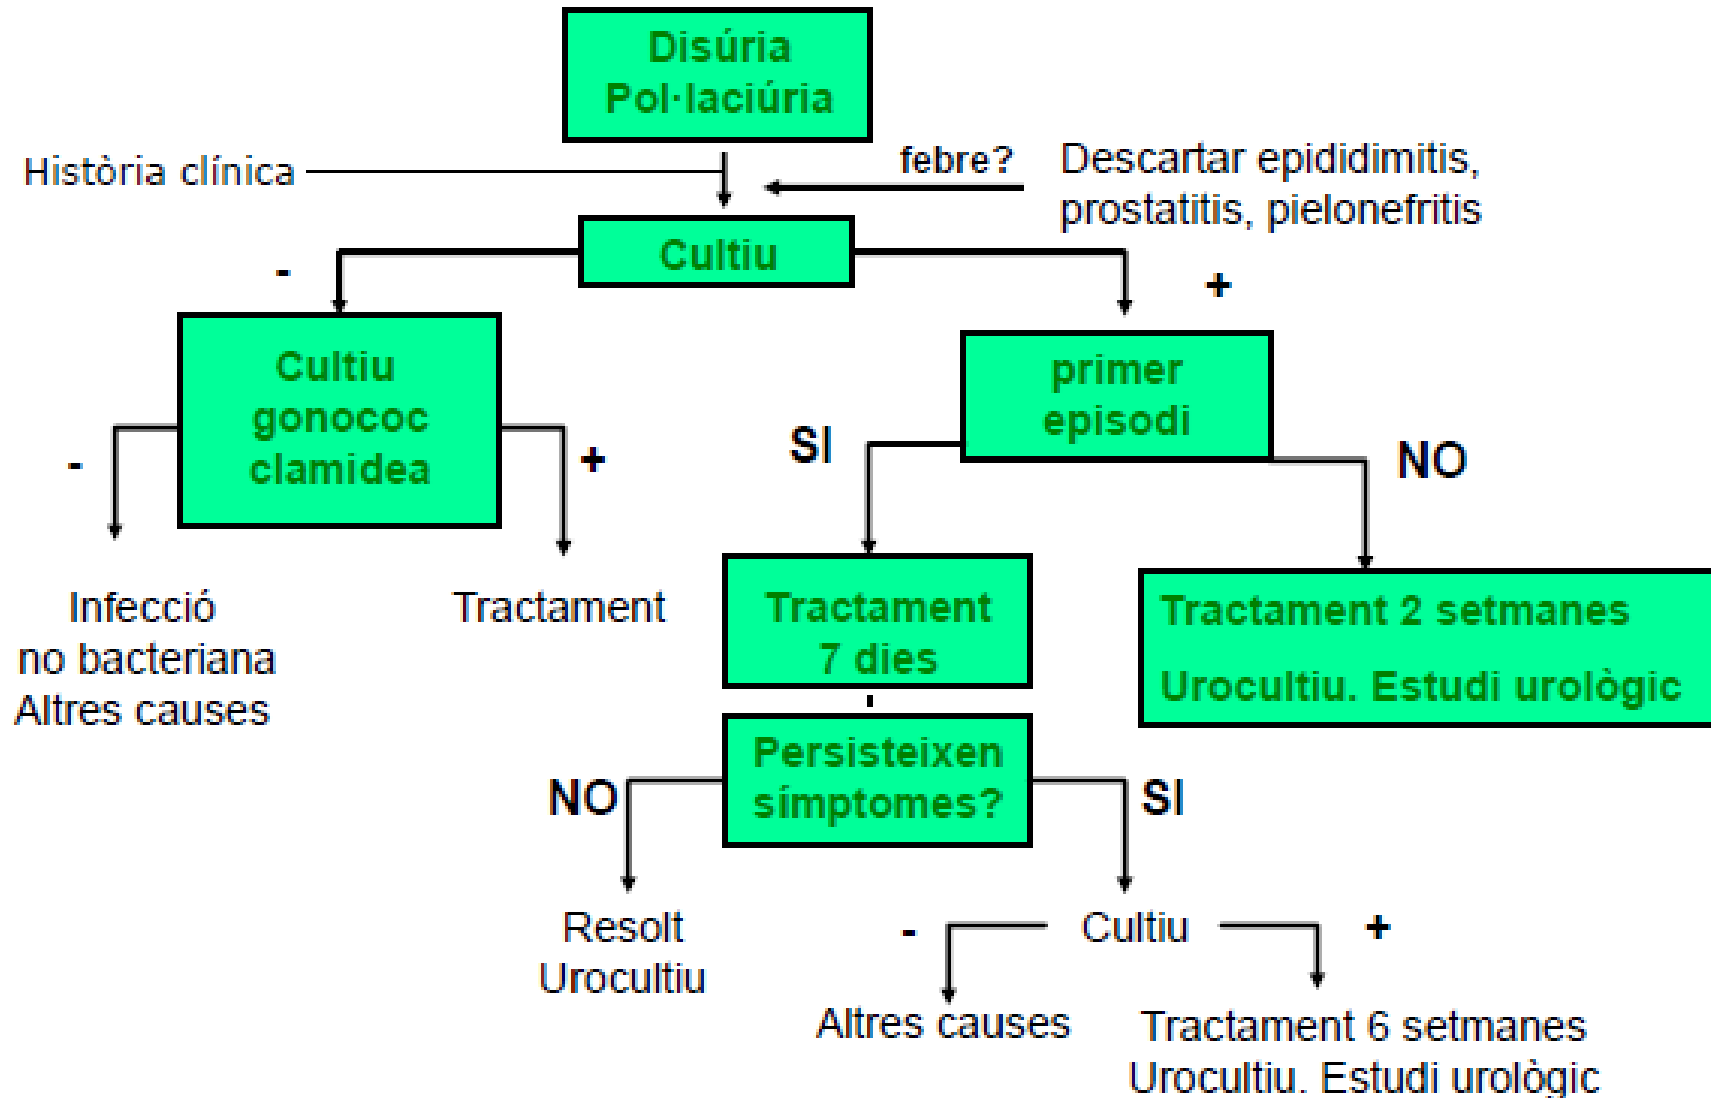 Disúria
Pol·laciúria
Història clínica
febre?
Descartar epididimitis,
prostatitis, pielonefritis
Cultiu
-
+
Cultiu
gonococ
clamidea
primer
episodi
-
+
SI
NO
Infecció
no bacteriana
Altres causes
Tractament
Tractament
7 dies
Tractament 2 setmanes
Urocultiu. Estudi urològic
Persisteixen
símptomes?
NO
SI
Resolt
Urocultiu
-
Cultiu
+
Altres causes
Tractament 6 setmanes
Urocultiu. Estudi urològic